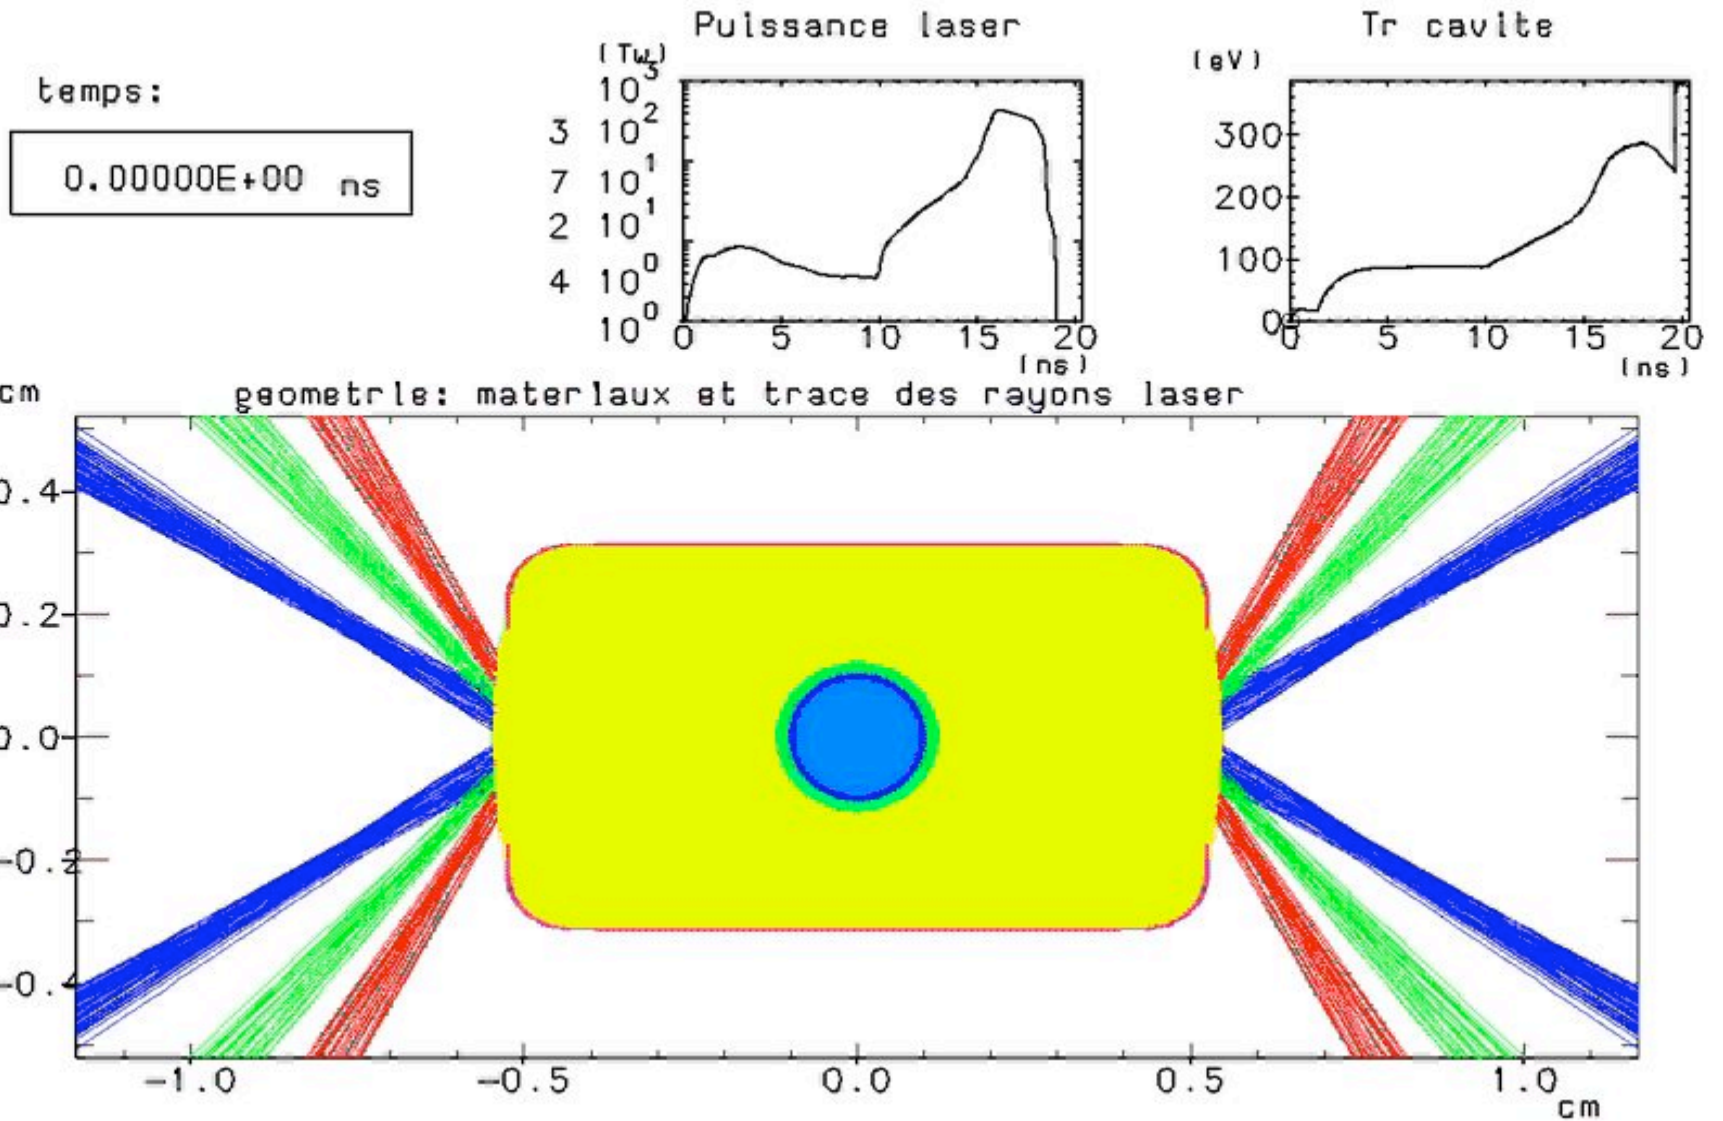 Puissance laser
Tr cavite
(Tw)
(eV)
temps:
0.00000E+00 ns
10³
3 10²
10¹
7 10¹
2 10¹
10⁰
4 10⁰
10⁰
0 5 10 15 20
(ns)
300
200
100
0
0 5 10 15 20
(ns)
cm
geometrie: materiaux et trace des rayons laser
0.4
0.2
0.0
-0.2
-0.4
-1.0 -0.5 0.0 0.5 1.0
cm